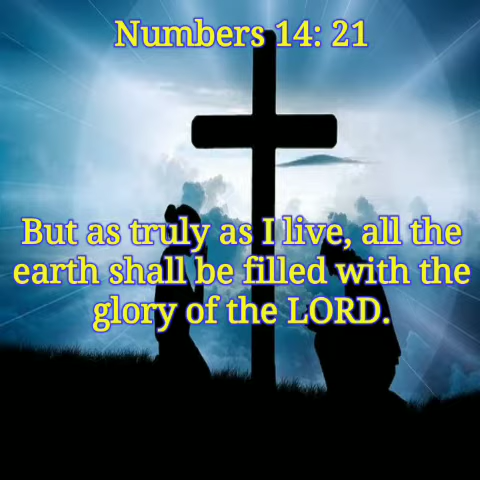 Numbers 14: 21
But as truly as I live, all the
earth shall be filled with the
glory of the LORD.